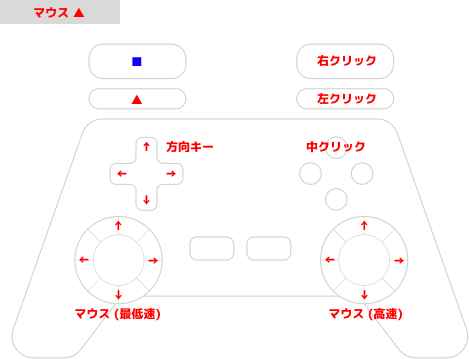 マウス ▲
■
右クリック
▲
左クリック
方向キー
中クリック
↑
← →
↓
↑
↑
← →
← →
↓
↓
マウス (最低速)
マウス (高速)